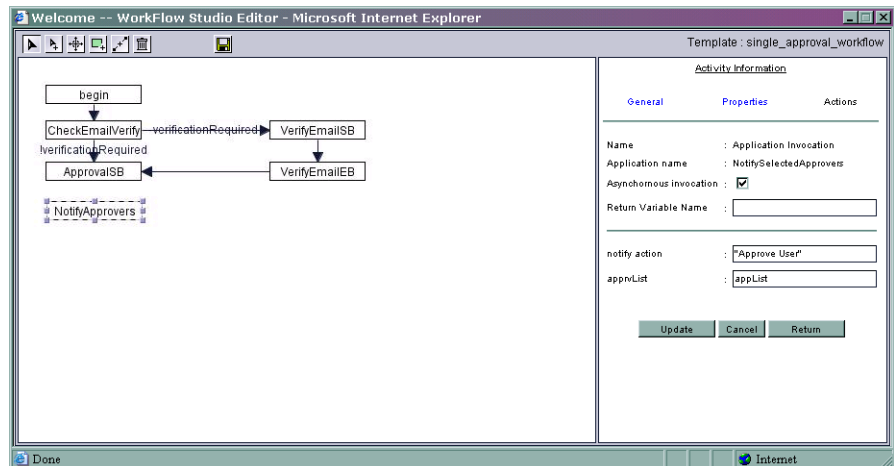 Welcome -- WorkFlow Studio Editor - Microsoft Internet Explorer
Template : single_approval_workflow
begin
CheckEmailVerify
verificationRequired
VerifyEmailSB
!verificationRequired
ApprovalSB
VerifyEmailEB
NotifyApprovers
Activity Information
General Properties Actions
Name : Application Invocation
Application name : NotifySelectedApprovers
Asynchornous invocation :
Return Variable Name :
notify action : "Approve User"
apprvList : appList
Update Cancel Return
Done
Internet